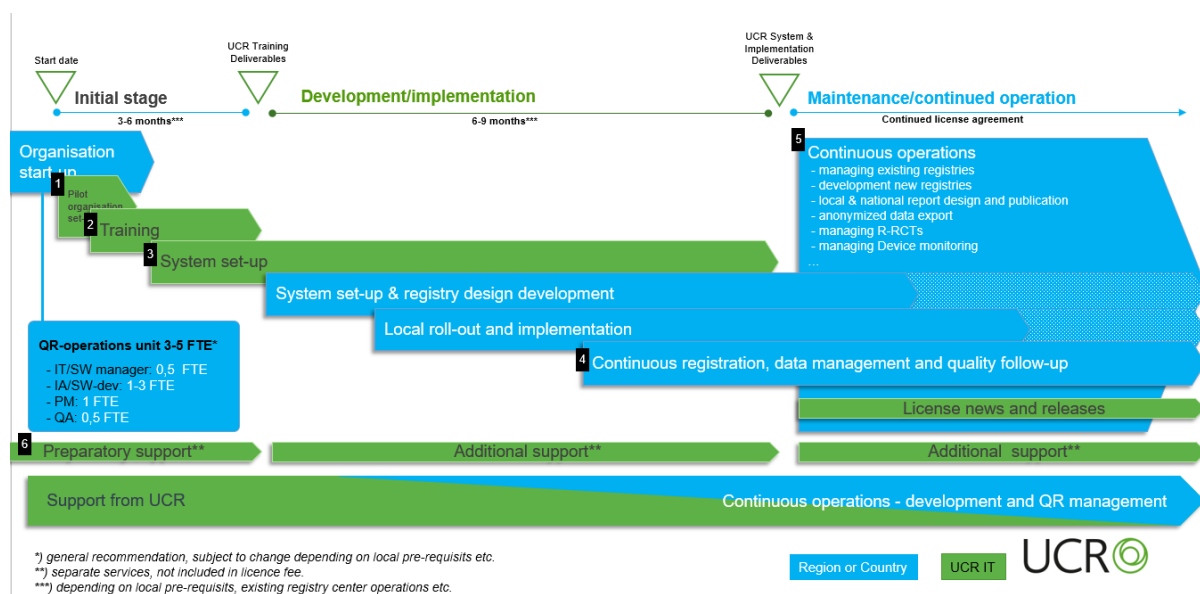 Start date
UCR Training
Deliverables
UCR System &
Implementation
Deliverables
Initial stage
3-6 months***
Development/implementation
6-9 months***
Maintenance/continued operation
Continued license agreement
Organisation
start-up
1
Pilot
organisation
set-
2
Training
3
System set-up
System set-up & registry design development
Local roll-out and implementation
4
Continuous registration, data management and quality follow-up
5
Continuous operations
- managing existing registries
- development new registries
- local & national report design and publication
- anonymized data export
- managing R-RCTs
- managing Device monitoring
...
QR-operations unit 3-5 FTE*
- IT/SW manager: 0,5 FTE
- IA/SW-dev: 1-3 FTE
- PM: 1 FTE
- QA: 0,5 FTE
License news and releases
6
Preparatory support**
Additional support**
Additional support**
Support from UCR
Continuous operations - development and QR management
*) general recommendation, subject to change depending on local pre-requisits etc.
**) separate services, not included in licence fee.
***) depending on local pre-requisits, existing registry center operations etc.
Region or Country
UCR IT
UCR